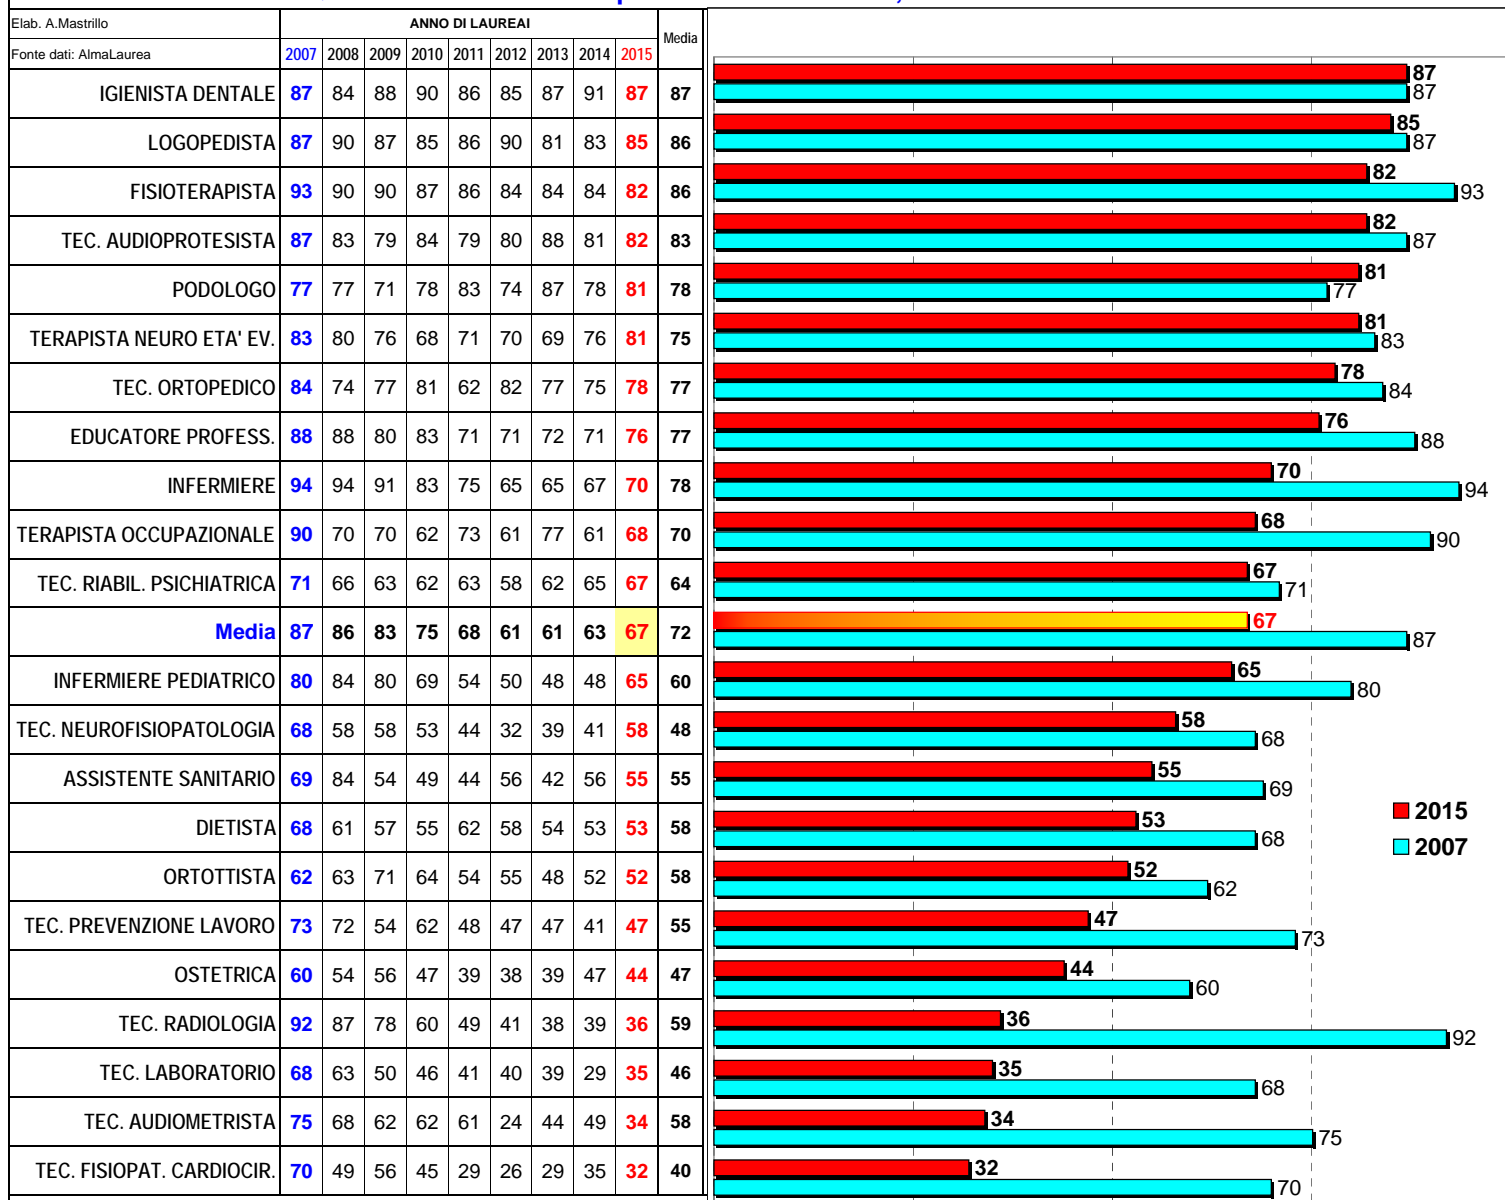 Elab. A.Mastrillo ANNO DI LAUREAI Media
Fonte dati: AlmaLaurea 2007 2008 2009 2010 2011 2012 2013 2014 2015
IGIENISTA DENTALE 87 84 88 90 86 85 87 91 87 87 87 87
LOGOPEDISTA 87 90 87 85 86 90 81 83 85 86 85 87
FISIOTERAPISTA 93 90 90 87 86 84 84 84 82 86 82 93
TEC. AUDIOPROTESISTA 87 83 79 84 79 80 88 81 82 83 82 87
PODOLOGO 77 77 71 78 83 74 87 78 81 78 81 77
TERAPISTA NEURO ETA' EV. 83 80 76 68 71 70 69 76 81 75 81 83
TEC. ORTOPEDICO 84 74 77 81 62 82 77 75 78 77 78 84
EDUCATORE PROFESS. 88 88 80 83 71 71 72 71 76 77 76 88
INFERMIERE 94 94 91 83 75 65 65 67 70 78 70 94
TERAPISTA OCCUPAZIONALE 90 70 70 62 73 61 77 61 68 70 68 90
TEC. RIABIL. PSICHIATRICA 71 66 63 62 63 58 62 65 67 64 67 71
Media 87 86 83 75 68 61 61 63 67 72 67 87
INFERMIERE PEDIATRICO 80 84 80 69 54 50 48 48 65 60 65 80
TEC. NEUROFISIOPATOLOGIA 68 58 58 53 44 32 39 41 58 48 58 68
ASSISTENTE SANITARIO 69 84 54 49 44 56 42 56 55 55 55 69
DIETISTA 68 61 57 55 62 58 54 53 53 58 53 68
ORTOTTISTA 62 63 71 64 54 55 48 52 52 58 52 62
TEC. PREVENZIONE LAVORO 73 72 54 62 48 47 47 41 47 55 47 73
OSTETRICA 60 54 56 47 39 38 39 47 44 47 44 60
TEC. RADIOLOGIA 92 87 78 60 49 41 38 39 36 59 36 92
TEC. LABORATORIO 68 63 50 46 41 40 39 29 35 46 35 68
TEC. AUDIOMETRISTA 75 68 62 62 61 24 44 49 34 58 34 75
TEC. FISIOPAT. CARDIOCIR. 70 49 56 45 29 26 29 35 32 40 32 70
2015
2007